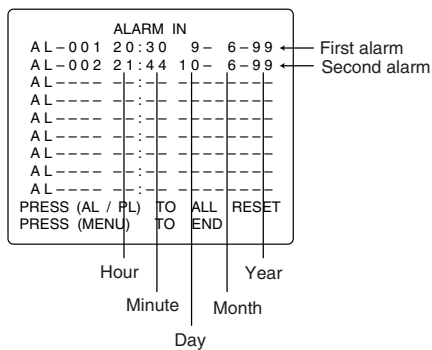 ALARM IN
AL-001 20:30 9- 6-99 First alarm
AL-002 21:44 10- 6-99 Second alarm
AL---- --:-- --- ----
AL---- --:-- --- ----
AL---- --:-- --- ----
AL---- --:-- --- ----
AL---- --:-- --- ----
AL---- --:-- --- ----
PRESS (AL / PL) TO ALL RESET
PRESS (MENU) TO END
Hour Year
Minute Month
Day